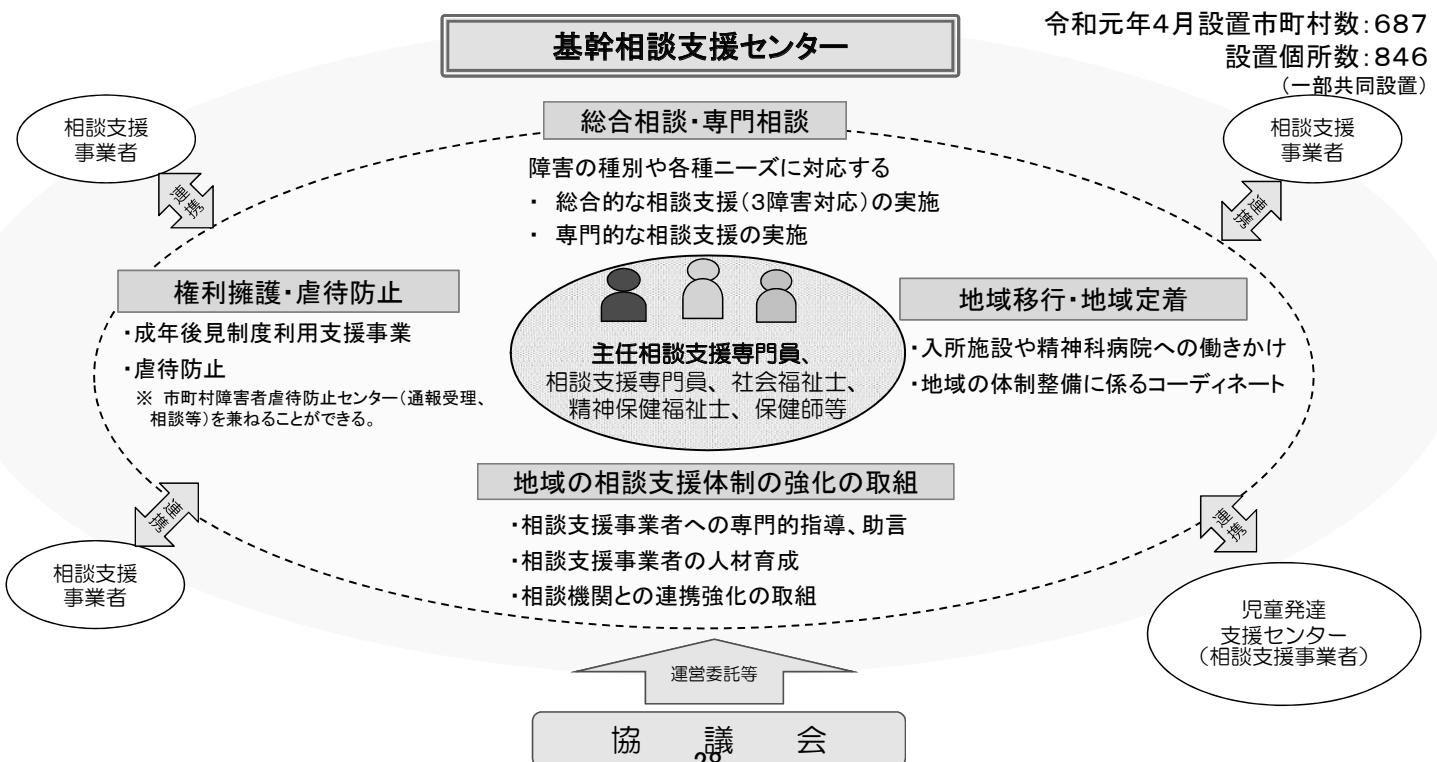 基幹相談支援センター
令和元年4月設置市町村数:687
設置個所数:846
(一部共同設置)
相談支援
事業者
連携
総合相談・専門相談
障害の種別や各種ニーズに対応する
・ 総合的な相談支援(3障害対応)の実施
・ 専門的な相談支援の実施
相談支援
事業者
連携
権利擁護・虐待防止
・成年後見制度利用支援事業
・虐待防止
※ 市町村障害者虐待防止センター(通報受理、
相談等)を兼ねることができる。
主任相談支援専門員、
相談支援専門員、社会福祉士、
精神保健福祉士、保健師等
地域移行・地域定着
・入所施設や精神科病院への働きかけ
・地域の体制整備に係るコーディネート
地域の相談支援体制の強化の取組
・相談支援事業者への専門的指導、助言
・相談支援事業者の人材育成
・相談機関との連携強化の取組
連携
相談支援
事業者
連携
児童発達
支援センター
(相談支援事業者)
運営委託等
協 議 会
28